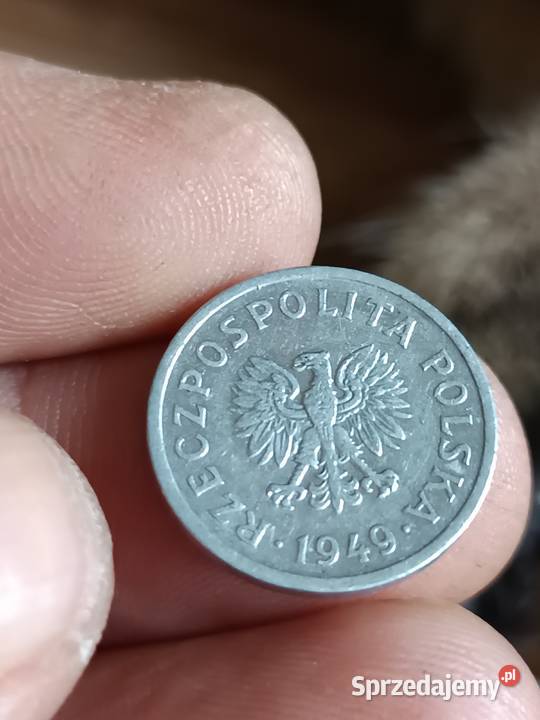 ·RZECZPOSPOLITA POLSKA·
·1949·
Sprzedajemy.pl